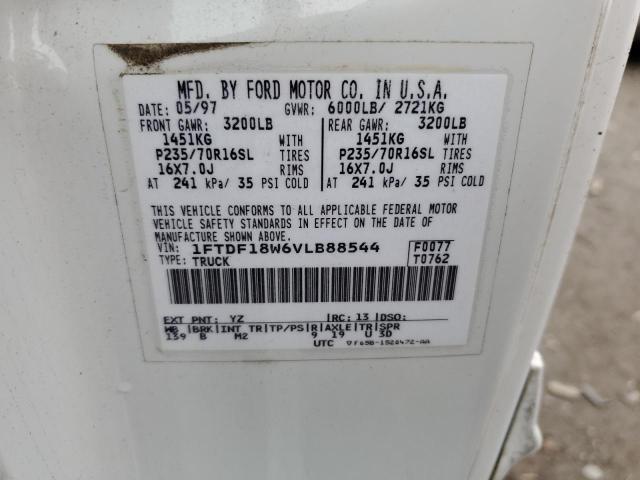 MFD. BY FORD MOTOR CO. IN U.S.A.
DATE: 05/97 GVWR: 6000LB/ 2721KG
FRONT GAWR: 3200LB REAR GAWR: 3200LB
1451KG WITH 1451KG WITH
P235/70R16SL TIRES P235/70R16SL TIRES
16X7.0J RIMS 16X7.0J RIMS
AT 241 kPa/ 35 PSI COLD AT 241 kPa/ 35 PSI COLD
THIS VEHICLE CONFORMS TO ALL APPLICABLE FEDERAL MOTOR
VEHICLE SAFETY STANDARDS IN EFFECT ON THE DATE OF
MANUFACTURE SHOWN ABOVE.
VIN: 1FTDF18W6VLB88544 F0077
TYPE: TRUCK T0762
EXT PNT: YZ RC: 13 DSO:
WB BRK INT TR TP/PS R AXLE TR SPR
139 B M2 9 19 U 3D
UTC